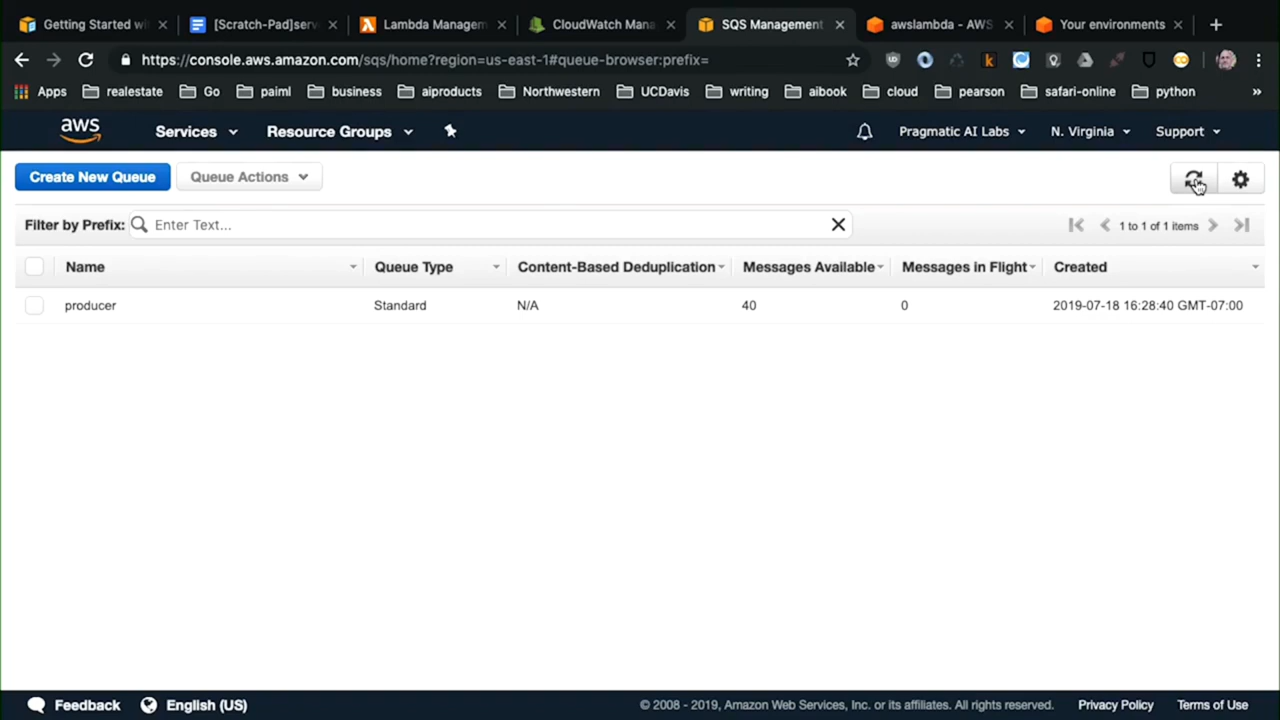 Getting Started wi
[Scratch-Pad]serv
Lambda Managem
CloudWatch Mana
SQS Management
awslambda - AWS
Your environments
https://console.aws.amazon.com/sqs/home?region=us-east-1#queue-browser:prefix=
Apps realestate Go paiml business aiproducts Northwestern UCDavis writing aibook cloud pearson safari-online python »
aws Services Resource Groups Pragmatic AI Labs N. Virginia Support
Create New Queue Queue Actions
Filter by Prefix: Enter Text... 1 to 1 of 1 items
Name Queue Type Content-Based Deduplication Messages Available Messages in Flight Created
producer Standard N/A 40 0 2019-07-18 16:28:40 GMT-07:00
Feedback English (US) © 2008 - 2019, Amazon Web Services, Inc. or its affiliates. All rights reserved. Privacy Policy Terms of Use